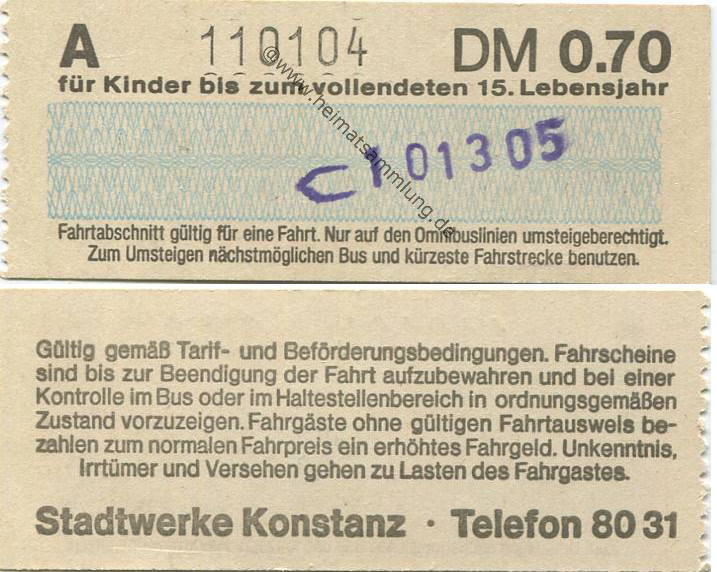 A 110104 DM 0.70
für Kinder bis zum vollendeten 15. Lebensjahr
101305
Fahrtabschnitt gültig für eine Fahrt. Nur auf den Omnibuslinien umsteigeberechtigt.
Zum Umsteigen nächstmöglichen Bus und kürzeste Fahrstrecke benutzen.
@www.heimatsammlung.de
Gültig gemäß Tarif- und Beförderungsbedingungen. Fahrscheine
sind bis zur Beendigung der Fahrt aufzubewahren und bei einer
Kontrolle im Bus oder im Haltestellenbereich in ordnungsgemäßen
Zustand vorzuzeigen. Fahrgäste ohne gültigen Fahrtausweis be-
zahlen zum normalen Fahrpreis ein erhöhtes Fahrgeld. Unkenntnis,
Irrtümer und Versehen gehen zu Lasten des Fahrgastes.
Stadtwerke Konstanz · Telefon 80 31